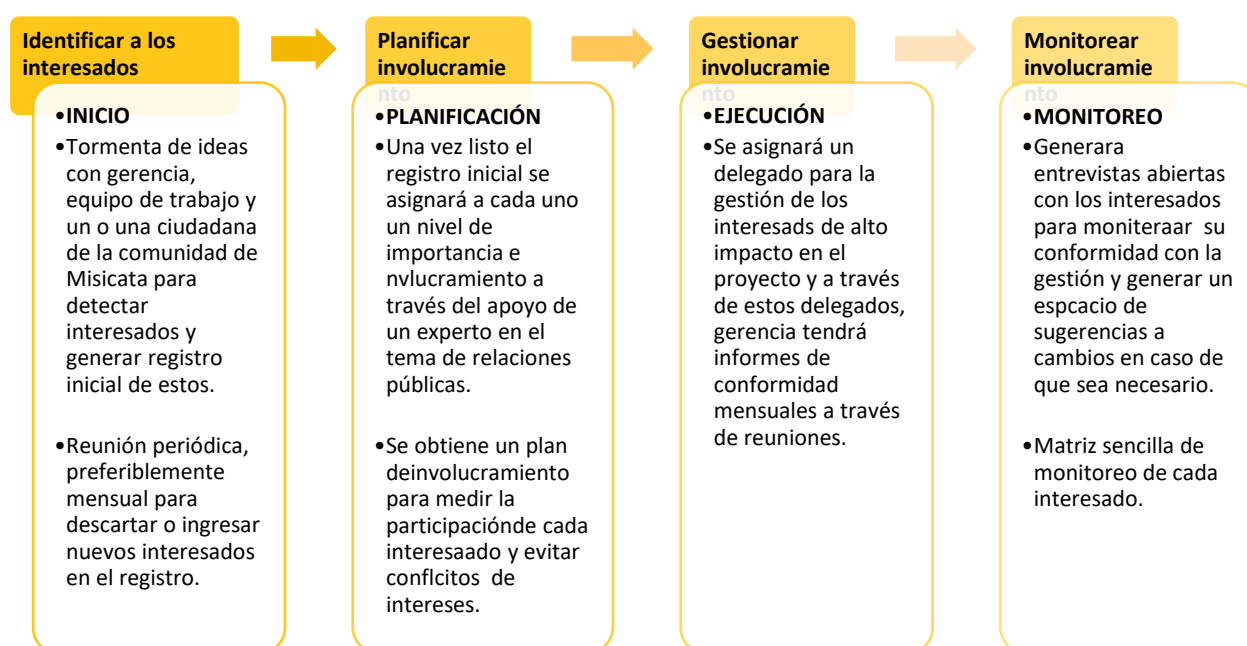 Identificar a los
interesados
•INICIO
•Tormenta de ideas
con gerencia,
equipo de trabajo y
un o una ciudadana
de la comunidad de
Misicata para
detectar
interesados y
generar registro
inicial de estos.
•Reunión periódica,
preferiblemente
mensual para
descartar o ingresar
nuevos interesados
en el registro.
Planificar
involucramie
nto
•PLANIFICACIÓN
•Una vez listo el
registro inicial se
asignará a cada uno
un nivel de
importancia e
nvlucramiento a
través del apoyo de
un experto en el
tema de relaciones
públicas.
•Se obtiene un plan
deinvolucramiento
para medir la
participaciónde cada
interesaado y evitar
conflcitos de
intereses.
Gestionar
involucramie
nto
•EJECUCIÓN
•Se asignará un
delegado para la
gestión de los
interesads de alto
impacto en el
proyecto y a través
de estos delegados,
gerencia tendrá
informes de
conformidad
mensuales a través
de reuniones.
Monitorear
involucramie
nto
•MONITOREO
•Generara
entrevistas abiertas
con los interesados
para moniteraar su
conformidad con la
gestión y generar un
espcacio de
sugerencias a
cambios en caso de
que sea necesario.
•Matriz sencilla de
monitoreo de cada
interesado.